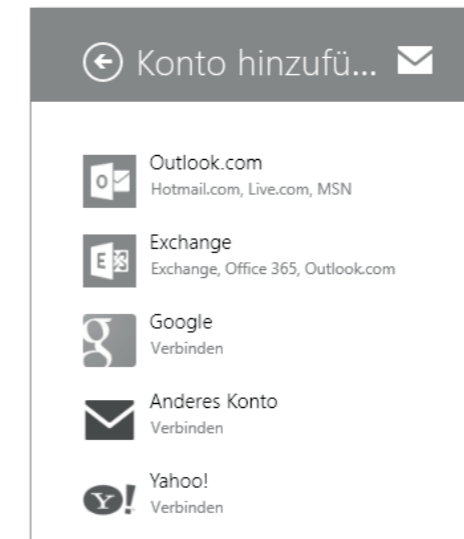 Konto hinzufü...
Outlook.com
Hotmail.com, Live.com, MSN
Exchange
Exchange, Office 365, Outlook.com
Google
Verbinden
Anderes Konto
Verbinden
Yahoo!
Verbinden